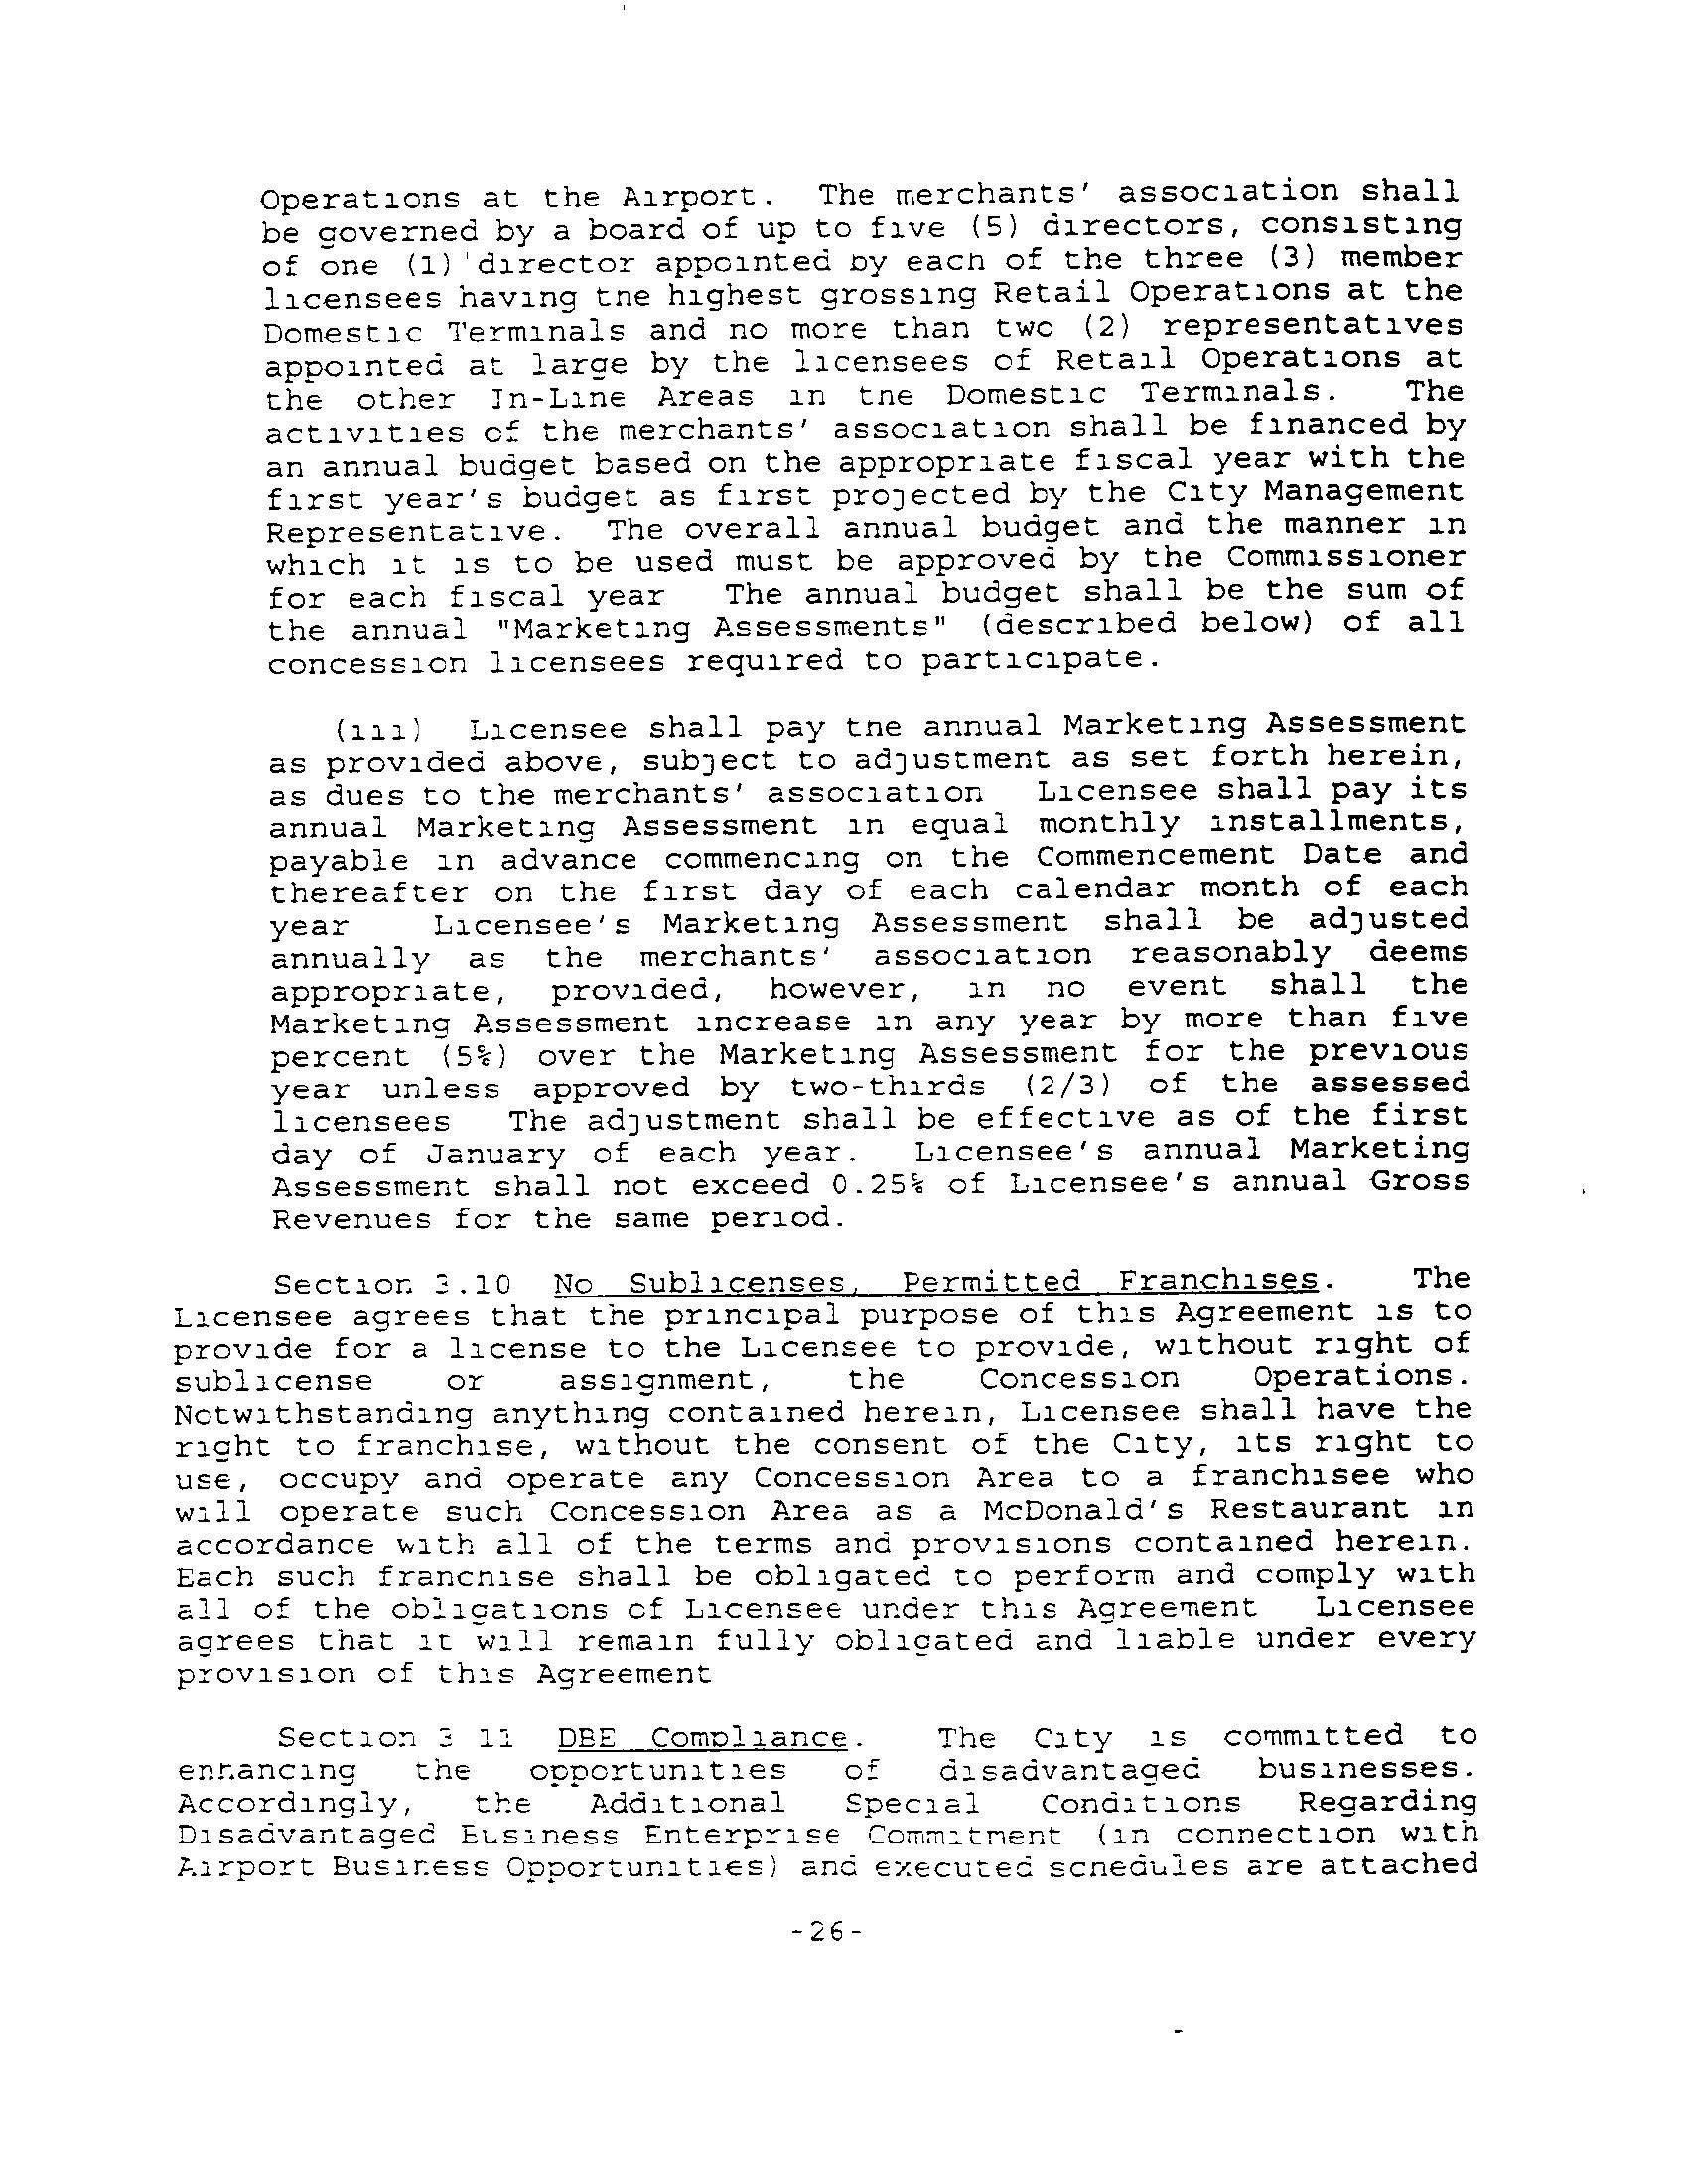 Operations at the Airport. The merchants' association shall
be governed by a board of up to five (5) directors, consisting
of one (1) director appointed by each of the three (3) member
licensees having the highest grossing Retail Operations at the
Domestic Terminals and no more than two (2) representatives
appointed at large by the licensees of Retail Operations at
the other In-Line Areas in the Domestic Terminals. The
activities of the merchants' association shall be financed by
an annual budget based on the appropriate fiscal year with the
first year's budget as first projected by the City Management
Representative. The overall annual budget and the manner in
which it is to be used must be approved by the Commissioner
for each fiscal year The annual budget shall be the sum of
the annual "Marketing Assessments" (described below) of all
concession licensees required to participate.
(iii) Licensee shall pay the annual Marketing Assessment
as provided above, subject to adjustment as set forth herein,
as dues to the merchants' association Licensee shall pay its
annual Marketing Assessment in equal monthly installments,
payable in advance commencing on the Commencement Date and
thereafter on the first day of each calendar month of each
year Licensee's Marketing Assessment shall be adjusted
annually as the merchants' association reasonably deems
appropriate, provided, however, in no event shall the
Marketing Assessment increase in any year by more than five
percent (5%) over the Marketing Assessment for the previous
year unless approved by two-thirds (2/3) of the assessed
licensees The adjustment shall be effective as of the first
day of January of each year. Licensee's annual Marketing
Assessment shall not exceed 0.25% of Licensee's annual Gross
Revenues for the same period.
Section 3.10 No Sublicenses, Permitted Franchises. The
Licensee agrees that the principal purpose of this Agreement is to
provide for a license to the Licensee to provide, without right of
sublicense or assignment, the Concession Operations.
Notwithstanding anything contained herein, Licensee shall have the
right to franchise, without the consent of the City, its right to
use, occupy and operate any Concession Area to a franchisee who
will operate such Concession Area as a McDonald's Restaurant in
accordance with all of the terms and provisions contained herein.
Each such franchise shall be obligated to perform and comply with
all of the obligations of Licensee under this Agreement Licensee
agrees that it will remain fully obligated and liable under every
provision of this Agreement
Section 3 11 DBE Compliance. The City is committed to
enhancing the opportunities of disadvantaged businesses.
Accordingly, the Additional Special Conditions Regarding
Disadvantaged Business Enterprise Commitment (in connection with
Airport Business Opportunities) and executed schedules are attached
-26-